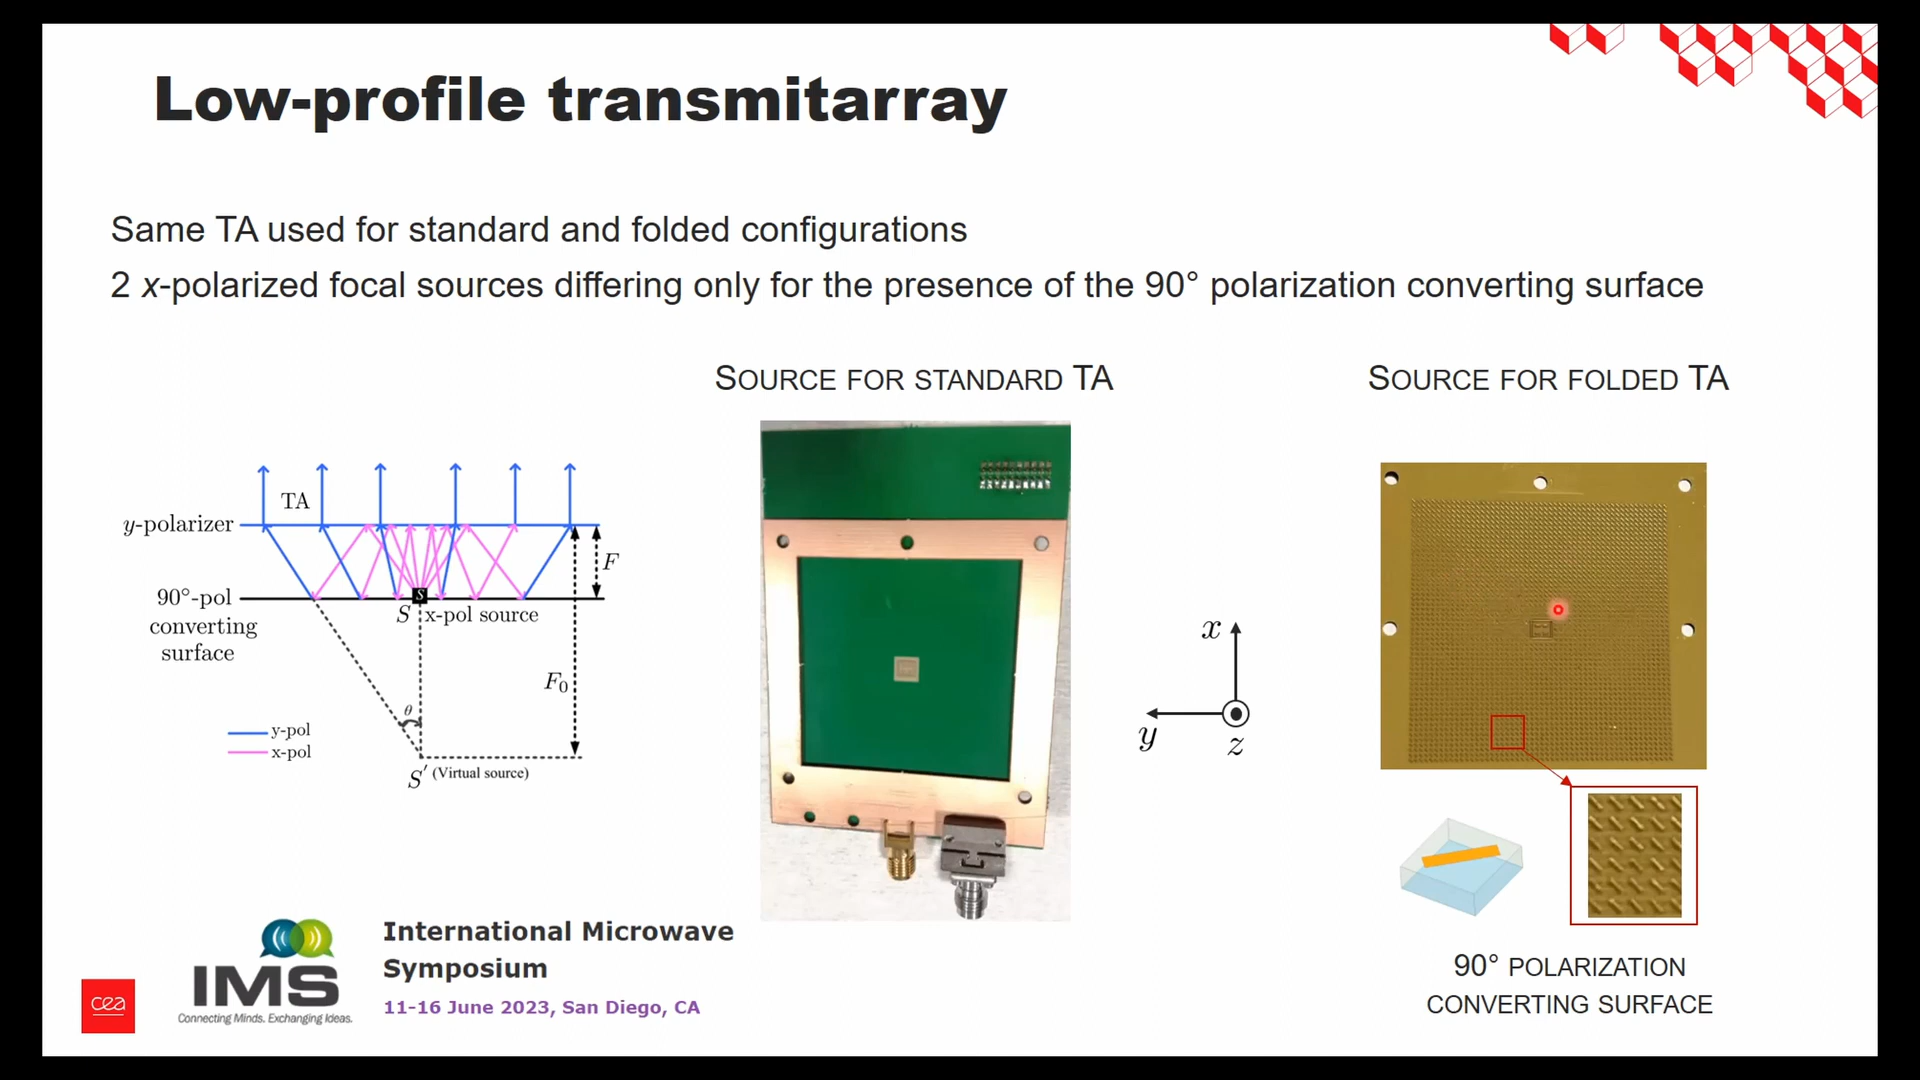 Low-profile transmitarray
Same TA used for standard and folded configurations
2 x-polarized focal sources differing only for the presence of the 90° polarization converting surface
SOURCE FOR STANDARD TA
SOURCE FOR FOLDED TA
TA
y-polarizer
F
90°-pol
converting
surface
S
S x-pol source
F₀
θ
y-pol
x-pol
S′ (Virtual source)
x
y
z
90° POLARIZATION
CONVERTING SURFACE
cea
IMS
Connecting Minds. Exchanging Ideas.
International Microwave
Symposium
11-16 June 2023, San Diego, CA